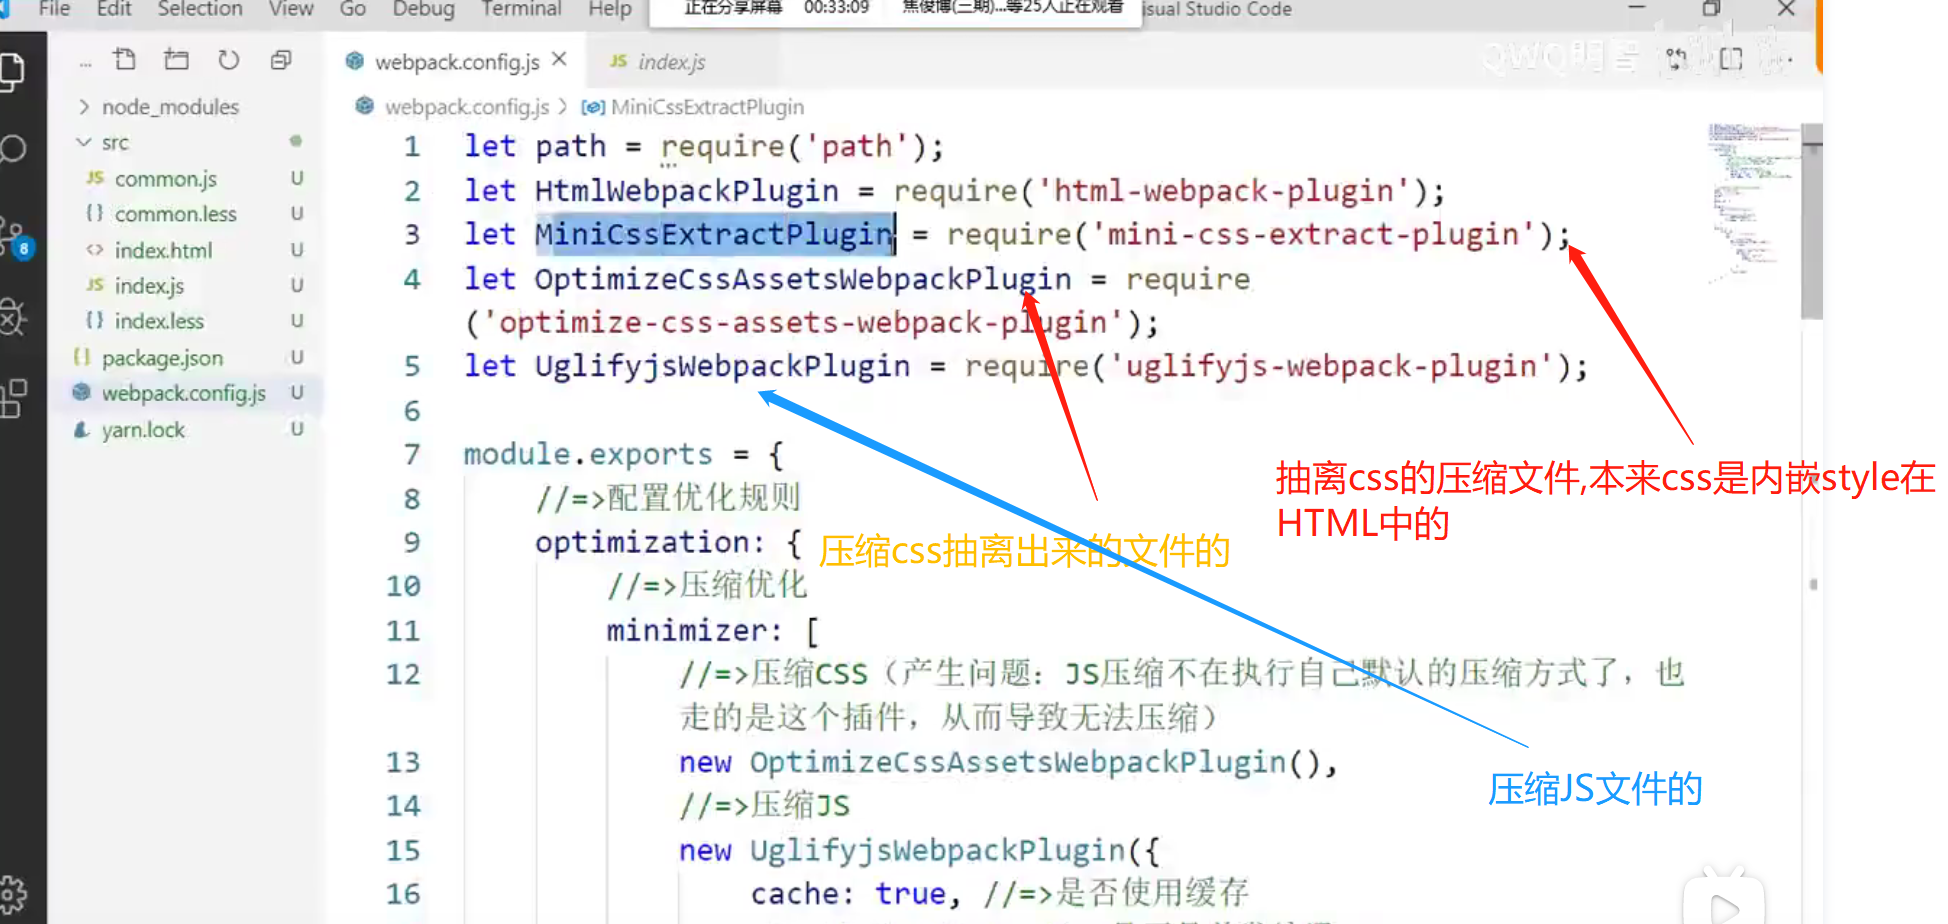 File Edit Selection View Go Debug Terminal Help
正在分享屏幕 00:33:09 焦俊博(三期)...等25人正在观看
isual Studio Code
QWQ明智
bilibili
...
webpack.config.js
JS index.js
node_modules
src
JS common.js U
{} common.less U
<> index.html U
JS index.js U
{} index.less U
{} package.json U
webpack.config.js U
yarn.lock U
8
webpack.config.js > MiniCssExtractPlugin
1 let path = require('path');
2 let HtmlWebpackPlugin = require('html-webpack-plugin');
3 let MiniCssExtractPlugin = require('mini-css-extract-plugin');
4 let OptimizeCssAssetsWebpackPlugin = require
('optimize-css-assets-webpack-plugin');
5 let UglifyjsWebpackPlugin = require('uglifyjs-webpack-plugin');
6
7 module.exports = {
8 //=>配置优化规则
9 optimization: {
10 //=>压缩优化
11 minimizer: [
12 //=>压缩CSS（产生问题：JS压缩不在执行自己默认的压缩方式了，也
走的是这个插件，从而导致无法压缩）
13 new OptimizeCssAssetsWebpackPlugin(),
14 //=>压缩JS
15 new UglifyjsWebpackPlugin({
16 cache: true, //=>是否使用缓存
抽离css的压缩文件,本来css是内嵌style在
HTML中的
压缩css抽离出来的文件的
压缩JS文件的